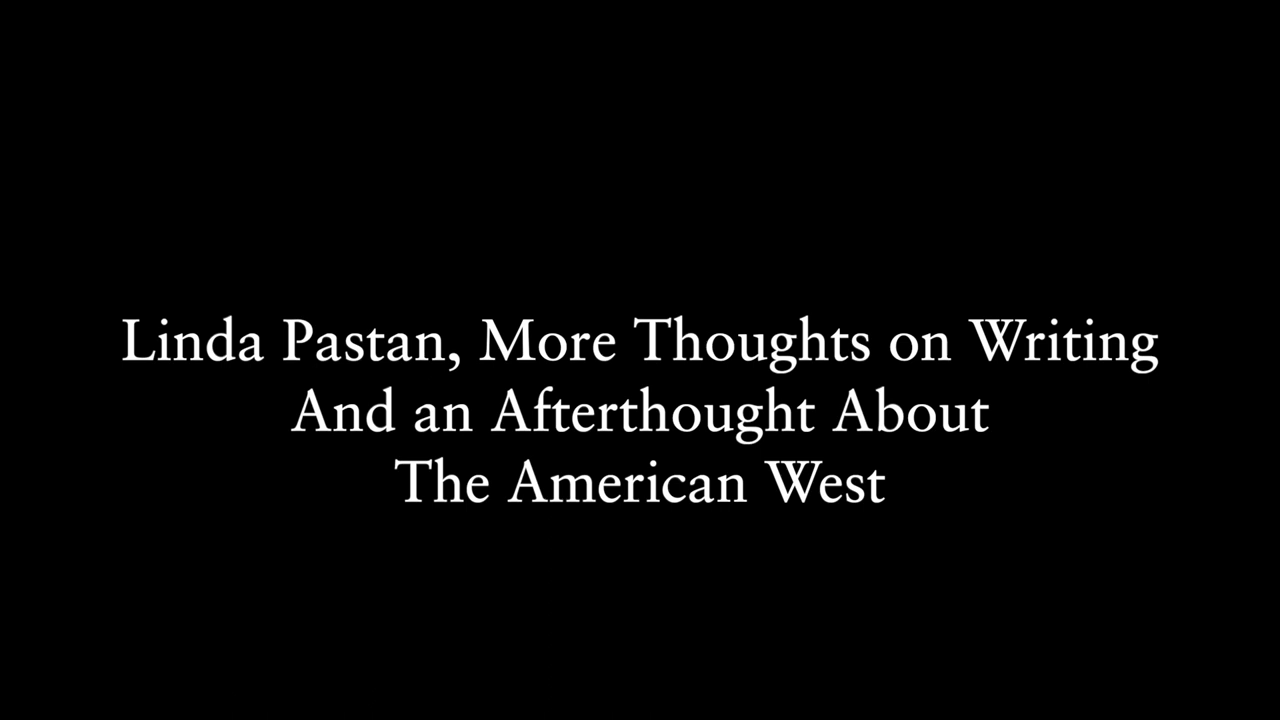 Linda Pastan, More Thoughts on Writing
And an Afterthought About
The American West